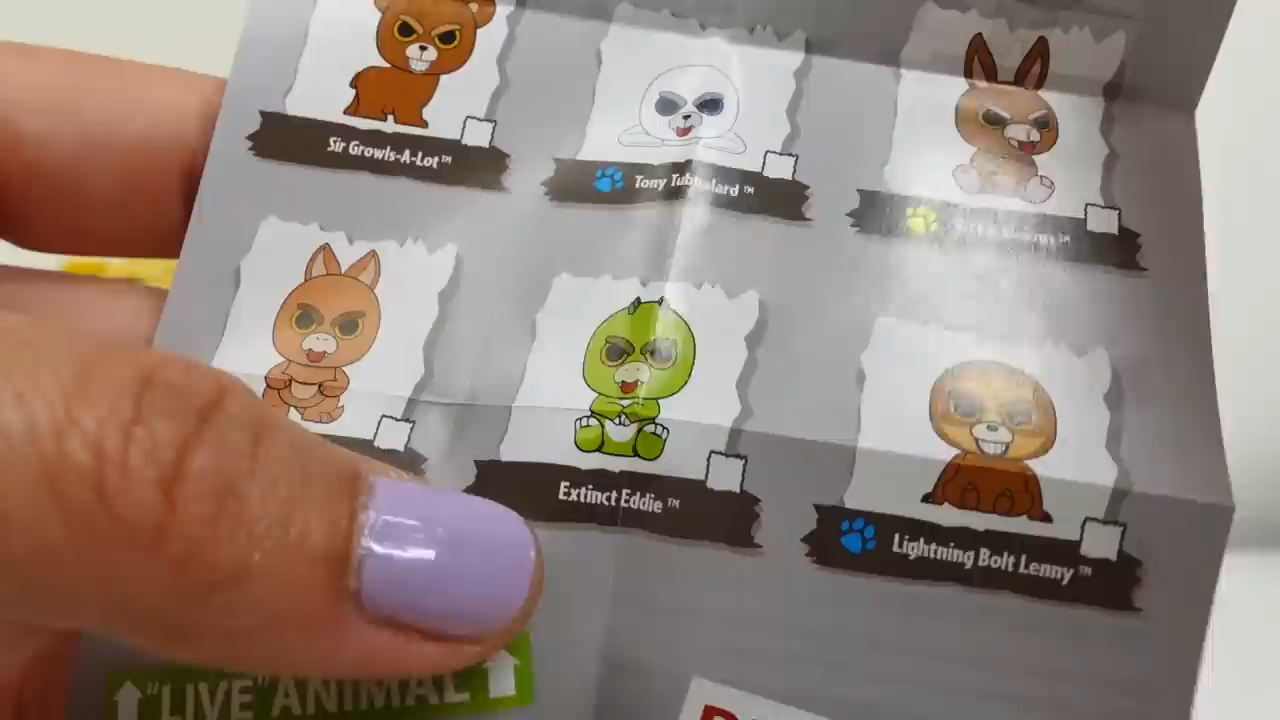 Sir Growls-A-Lot™
Tony Tubbalard™
Extinct Eddie™
Lightning Bolt Lenny™
"LIVE" ANIMAL